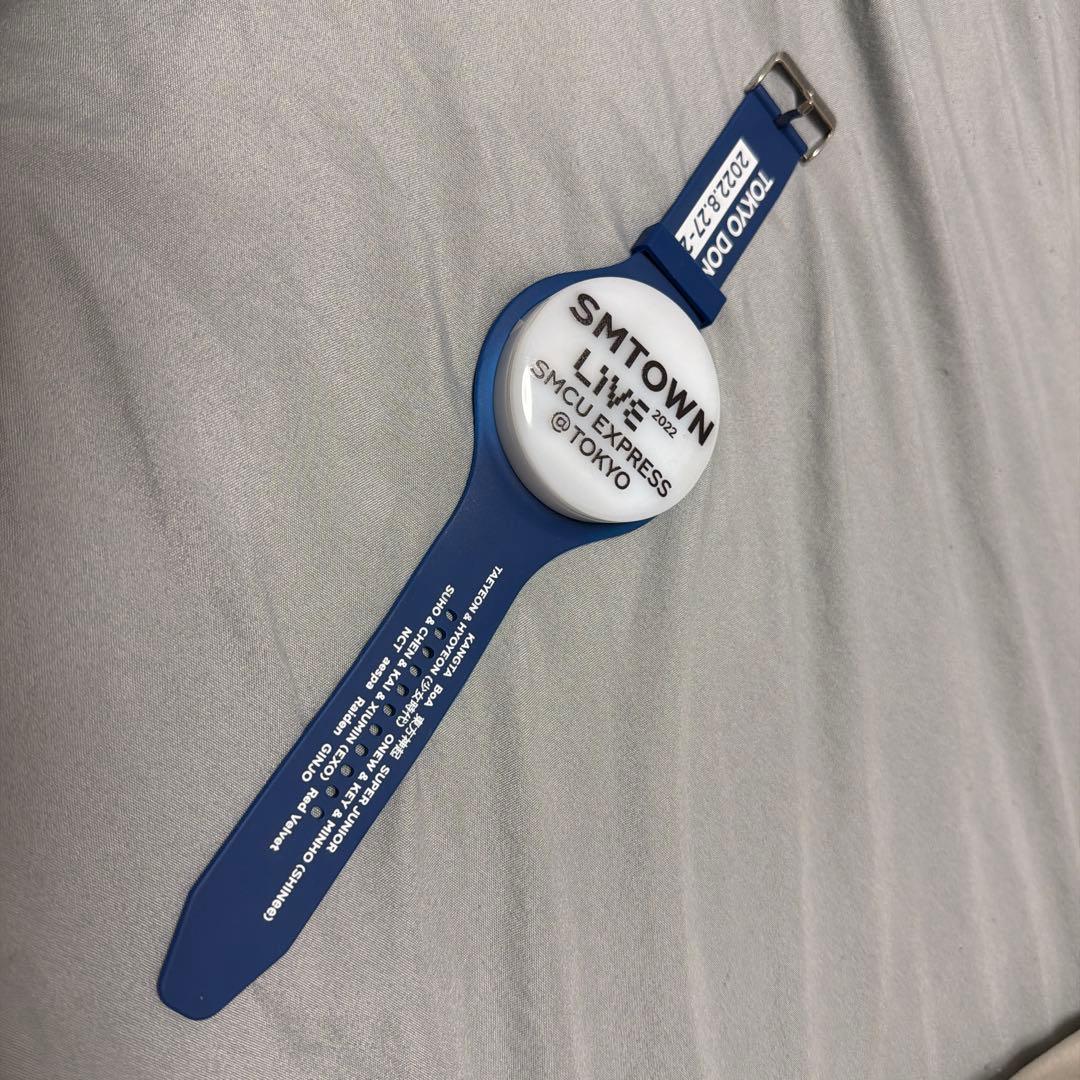 TOKYO DOM
2022.8.27-2
SMTOWN
LIVE 2022
SMCU EXPRESS
@TOKYO
KANGTA BoA 東方神起 SUPER JUNIOR
TAEYEON & HYOYEON (少女時代) ONEW & KEY & MINHO (SHINee)
SUHO & CHEN & KAI & XIUMIN (EXO) Red Velvet
NCT aespa Raiden GINJO